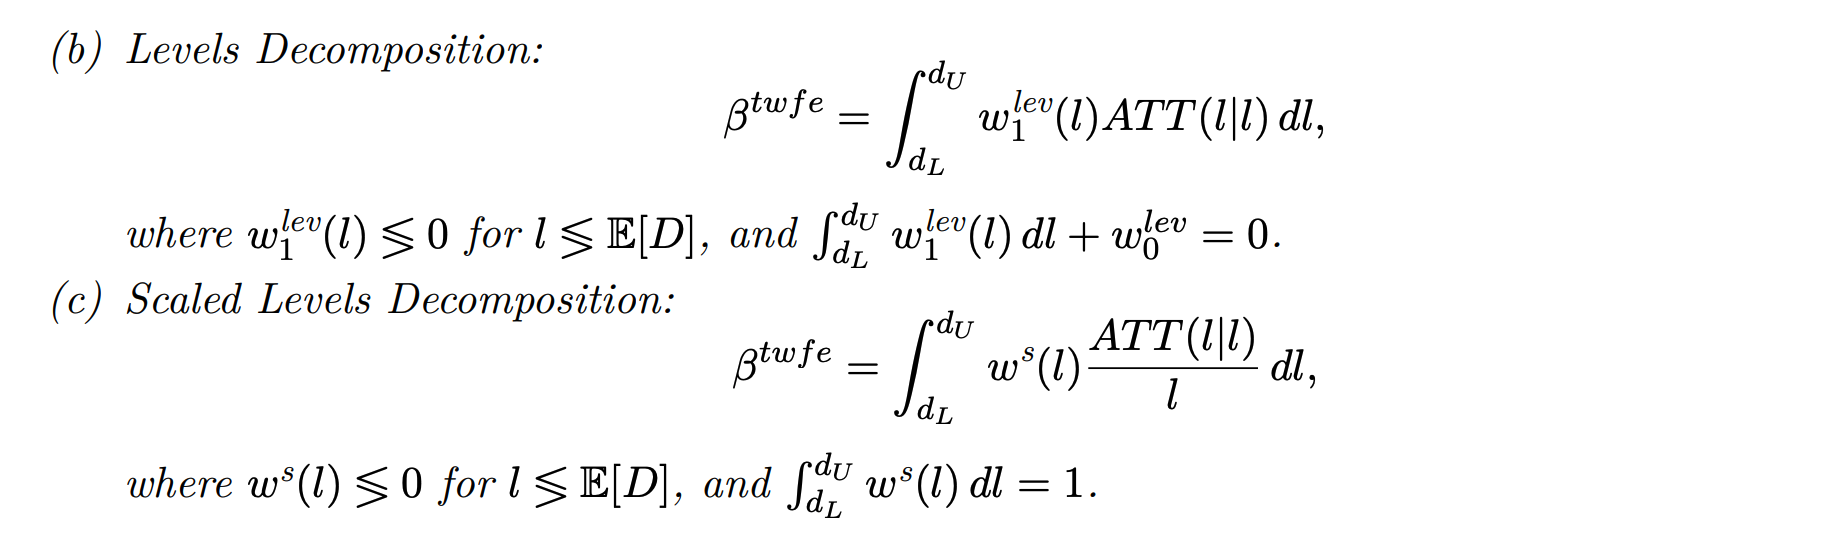 (b) Levels Decomposition:
β^{twfe} = ∫_{d_L}^{d_U} w_1^{lev}(l) ATT(l|l) dl,
where w_1^{lev}(l) ≶ 0 for l ≶ 𝔼[D], and ∫_{d_L}^{d_U} w_1^{lev}(l) dl + w_0^{lev} = 0.
(c) Scaled Levels Decomposition:
β^{twfe} = ∫_{d_L}^{d_U} w^s(l) \frac{ATT(l|l)}{l} dl,
where w^s(l) ≶ 0 for l ≶ 𝔼[D], and ∫_{d_L}^{d_U} w^s(l) dl = 1.